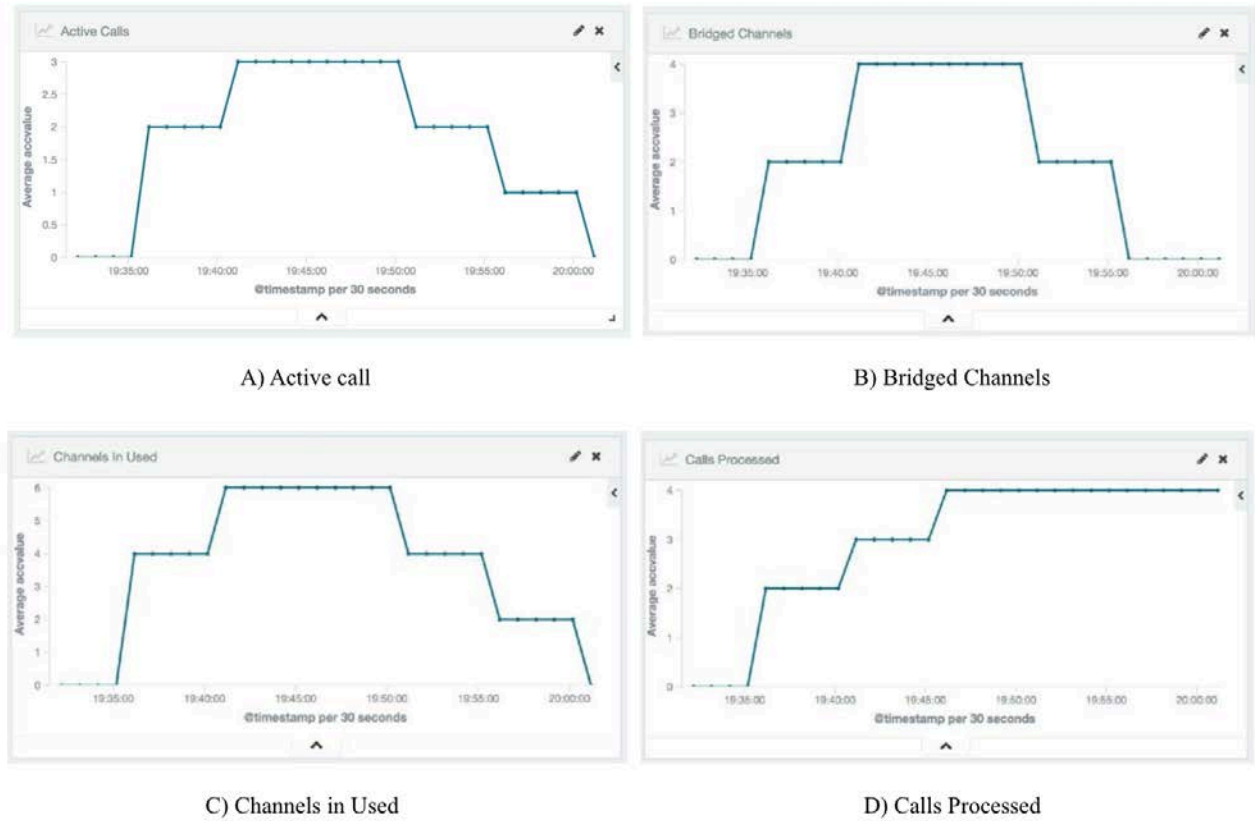 Active Calls
Average accvalue
3
2.5
2
1.5
1
0.5
0
19:35:00 19:40:00 19:45:00 19:50:00 19:55:00 20:00:00
@timestamp per 30 seconds
A) Active call
Bridged Channels
Average accvalue
4
3
2
1
0
19:35:00 19:40:00 19:45:00 19:50:00 19:55:00 20:00:00
@timestamp per 30 seconds
B) Bridged Channels
Channels In Used
Average accvalue
6
5
4
3
2
1
0
19:35:00 19:40:00 19:45:00 19:50:00 19:55:00 20:00:00
@timestamp per 30 seconds
C) Channels in Used
Calls Processed
Average accvalue
4
3
2
1
0
19:35:00 19:40:00 19:45:00 19:50:00 19:55:00 20:00:00
@timestamp per 30 seconds
D) Calls Processed